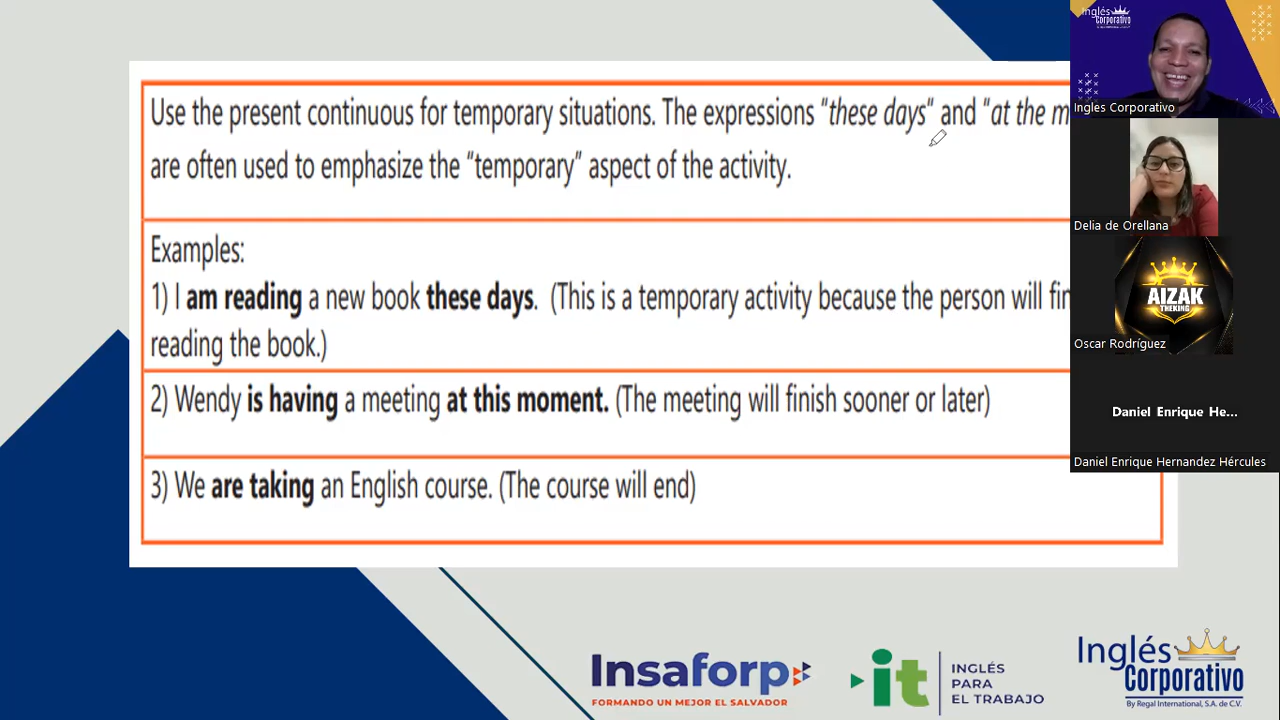 Use the present continuous for temporary situations. The expressions “these days“ and “at the m
are often used to emphasize the “temporary” aspect of the activity.
Examples:
1) I am reading a new book these days. (This is a temporary activity because the person will fin
reading the book.)
2) Wendy is having a meeting at this moment. (The meeting will finish sooner or later)
3) We are taking an English course. (The course will end)
Inglés
Corporativo
Ingles Corporativo
Delia de Orellana
AIZAK
THEKING
Oscar Rodríguez
Daniel Enrique He...
Daniel Enrique Hernandez Hércules
Insaforp
FORMANDO UN MEJOR EL SALVADOR
it
INGLÉS
PARA
EL TRABAJO
Inglés
Corporativo
By Regal International, S.A. de C.V.